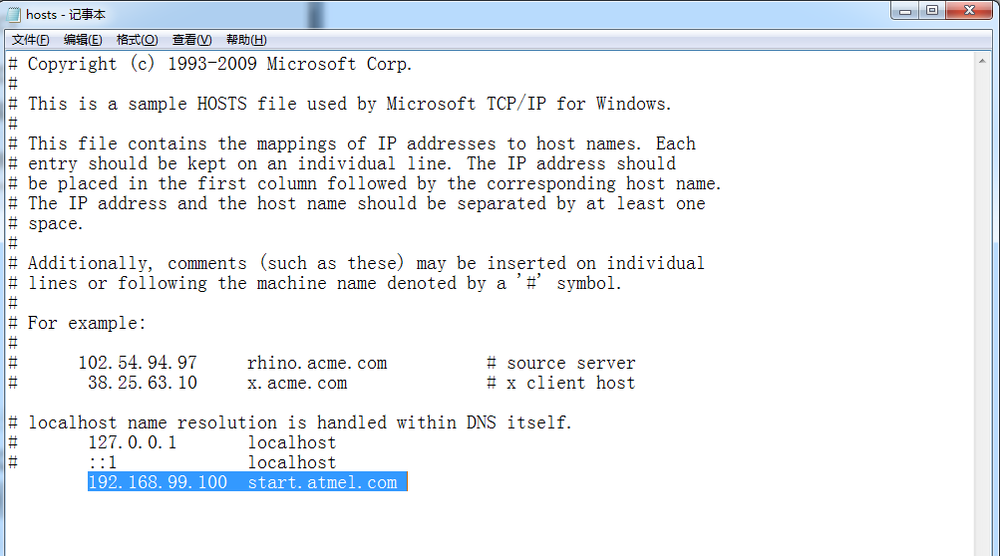 hosts - 记事本
文件(F) 编辑(E) 格式(O) 查看(V) 帮助(H)
# Copyright (c) 1993-2009 Microsoft Corp.
#
# This is a sample HOSTS file used by Microsoft TCP/IP for Windows.
#
# This file contains the mappings of IP addresses to host names. Each
# entry should be kept on an individual line. The IP address should
# be placed in the first column followed by the corresponding host name.
# The IP address and the host name should be separated by at least one
# space.
#
# Additionally, comments (such as these) may be inserted on individual
# lines or following the machine name denoted by a '#' symbol.
#
# For example:
#
#      102.54.94.97     rhino.acme.com          # source server
#       38.25.63.10     x.acme.com              # x client host

# localhost name resolution is handled within DNS itself.
#       127.0.0.1       localhost
#       ::1             localhost
        192.168.99.100  start.atmel.com